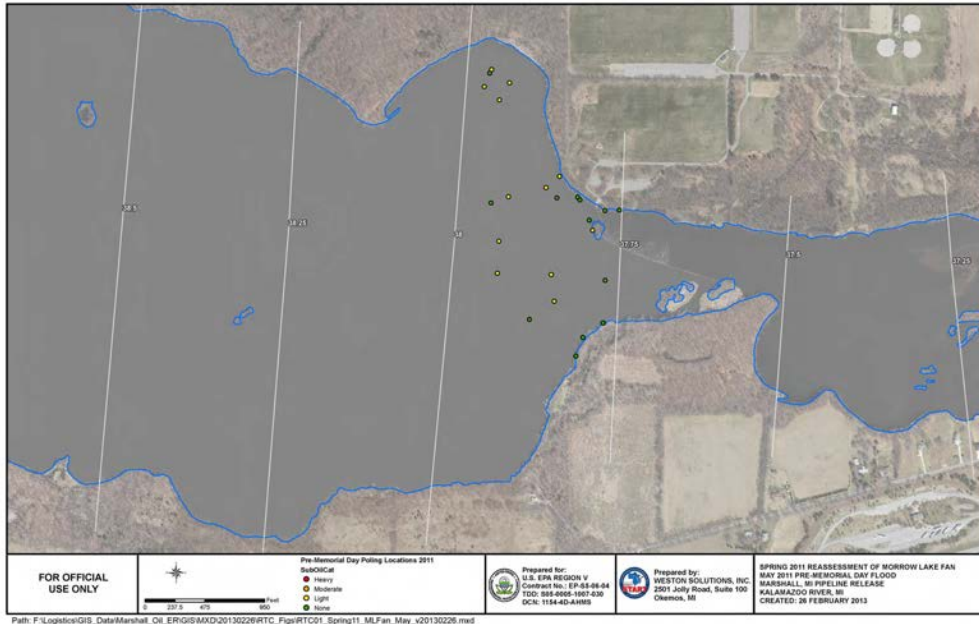 38.5
38.25
38
37.75
37.5
37.25
FOR OFFICIAL
USE ONLY
Feet
0 237.5 475 950
Pre-Memorial Day Poling Locations 2011
SubOilCat
Heavy
Moderate
Light
None
Prepared for:
U.S. EPA REGION V
Contract No.: EP-S5-06-04
TDD: S05-0005-1007-030
DCN: 1154-4D-AHMS
START
Prepared by:
WESTON SOLUTIONS, INC.
2501 Jolly Road, Suite 100
Okemos, MI
SPRING 2011 REASSESSMENT OF MORROW LAKE FAN
MAY 2011 PRE-MEMORIAL DAY FLOOD
MARSHALL, MI PIPELINE RELEASE
KALAMAZOO RIVER, MI
CREATED: 26 FEBRUARY 2013
Path: F:\Logistics\GIS_Data\Marshall_Oil_ER\GIS\MXD\20130226\RTC_Figs\RTC01_Spring11_MLFan_May_v20130226.mxd